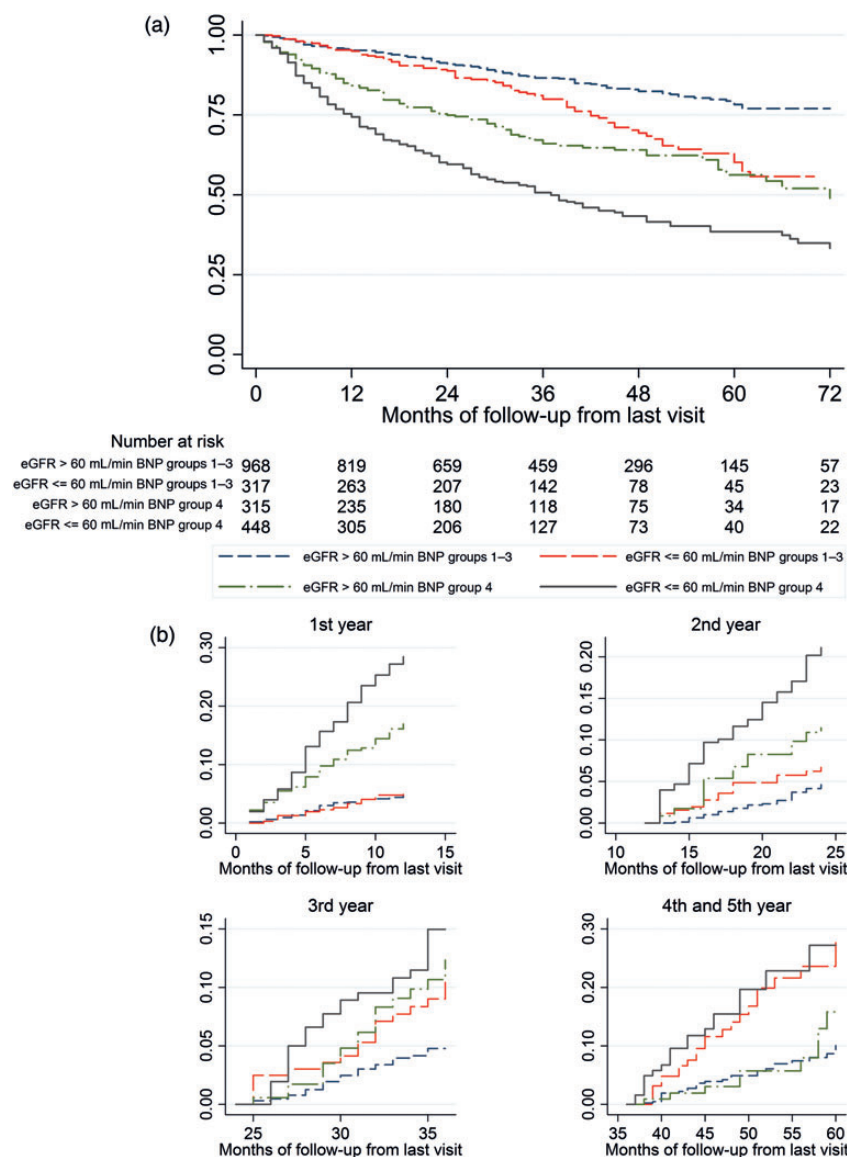 (a)
1.00
0.75
0.50
0.25
0.00
0 12 24 36 48 60 72
Months of follow-up from last visit
Number at risk
eGFR > 60 mL/min BNP groups 1–3 968 819 659 459 296 145 57
eGFR <= 60 mL/min BNP groups 1–3 317 263 207 142 78 45 23
eGFR > 60 mL/min BNP group 4 315 235 180 118 75 34 17
eGFR <= 60 mL/min BNP group 4 448 305 206 127 73 40 22
eGFR > 60 mL/min BNP groups 1–3 eGFR <= 60 mL/min BNP groups 1–3
eGFR > 60 mL/min BNP group 4 eGFR <= 60 mL/min BNP group 4
(b)
1st year
0.30
0.20
0.10
0.00
0 5 10 15
Months of follow-up from last visit
2nd year
0.20
0.15
0.10
0.05
0.00
10 15 20 25
Months of follow-up from last visit
3rd year
0.15
0.10
0.05
0.00
25 30 35
Months of follow-up from last visit
4th and 5th year
0.30
0.20
0.10
0.00
35 40 45 50 55 60
Months of follow-up from last visit